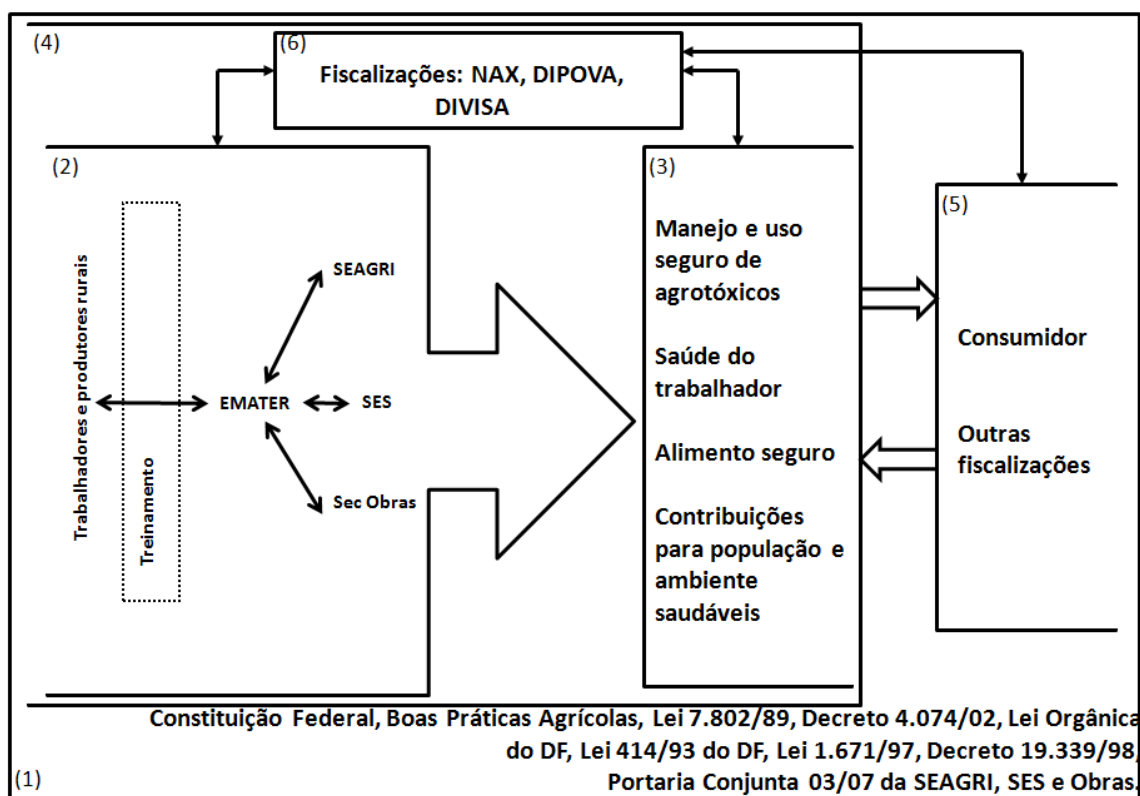 (4)
(6)
Fiscalizações: NAX, DIPOVA,
DIVISA
(2)
Trabalhadores e produtores rurais
Treinamento
SEAGRI
EMATER
SES
Sec Obras
(3)
Manejo e uso
seguro de
agrotóxicos
Saúde do
trabalhador
Alimento seguro
Contribuições
para população e
ambiente
saudáveis
(5)
Consumidor
Outras
fiscalizações
Constituição Federal, Boas Práticas Agrícolas, Lei 7.802/89, Decreto 4.074/02, Lei Orgânica
do DF, Lei 414/93 do DF, Lei 1.671/97, Decreto 19.339/98,
Portaria Conjunta 03/07 da SEAGRI, SES e Obras.
(1)